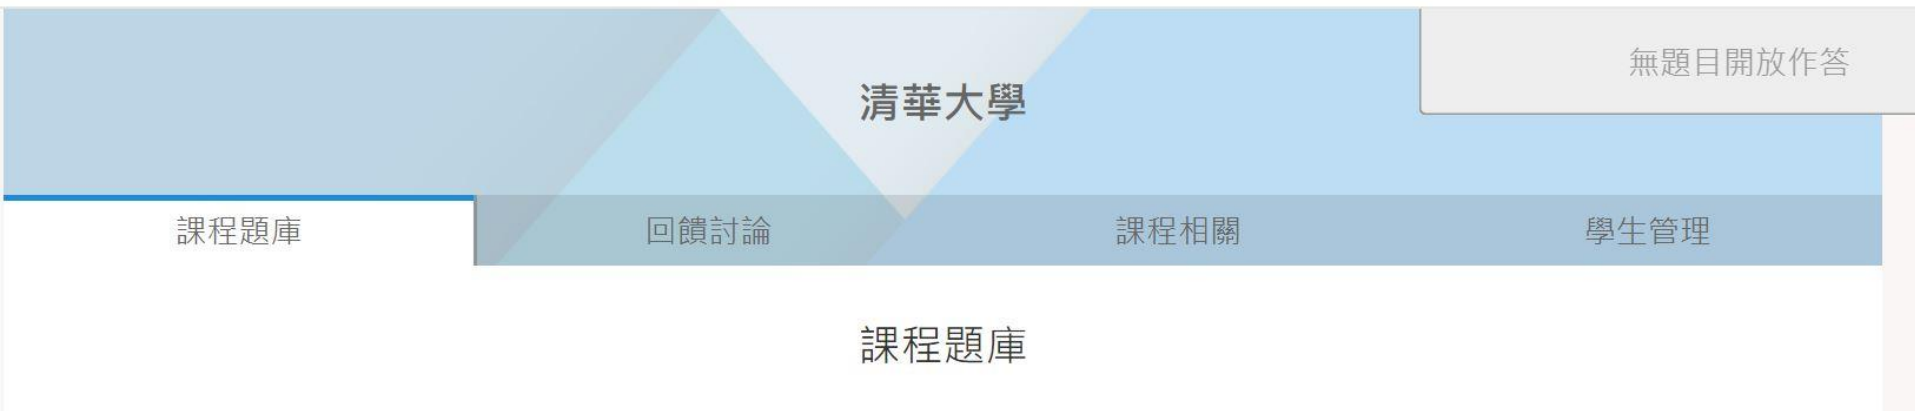 無題目開放作答
清華大學
課程題庫 回饋討論 課程相關 學生管理
課程題庫